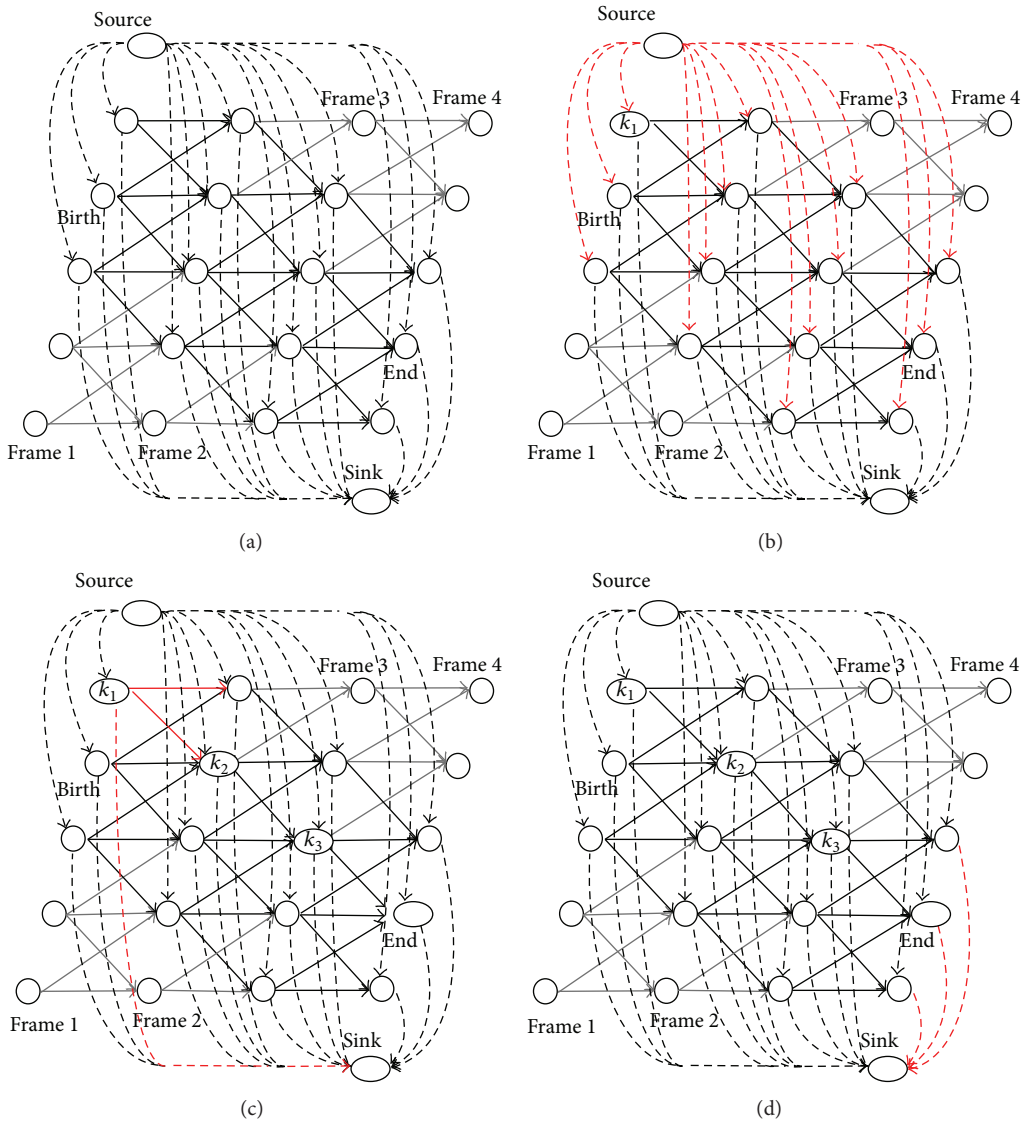 Source
Frame 3
Frame 4
Birth
End
Frame 1
Frame 2
Sink
(a)
Source
Frame 3
Frame 4
k1
Birth
End
Frame 1
Frame 2
Sink
(b)
Source
Frame 3
Frame 4
k1
k2
Birth
k3
End
Frame 1
Frame 2
Sink
(c)
Source
Frame 3
Frame 4
k1
k2
Birth
k3
End
Frame 1
Frame 2
Sink
(d)